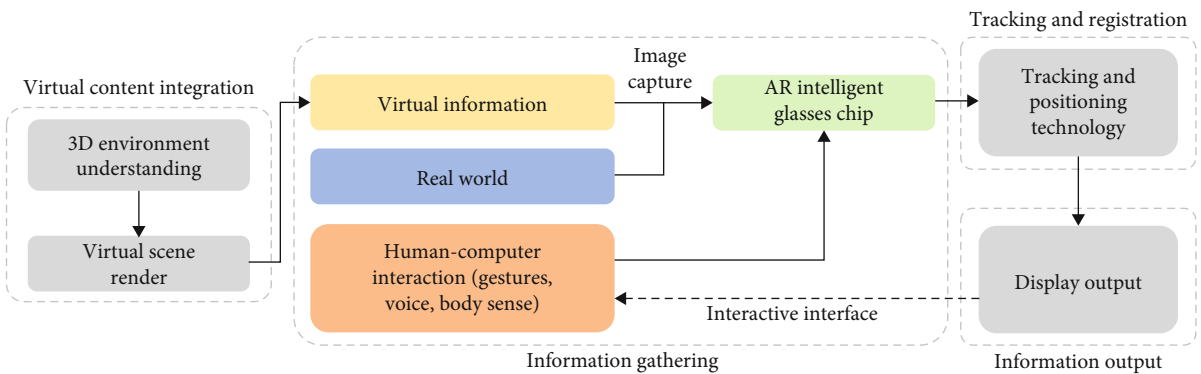 Virtual content integration
3D environment
understanding
Virtual scene
render
Virtual information
Real world
Human-computer
interaction (gestures,
voice, body sense)
Image
capture
AR intelligent
glasses chip
Interactive interface
Information gathering
Tracking and registration
Tracking and
positioning
technology
Display output
Information output